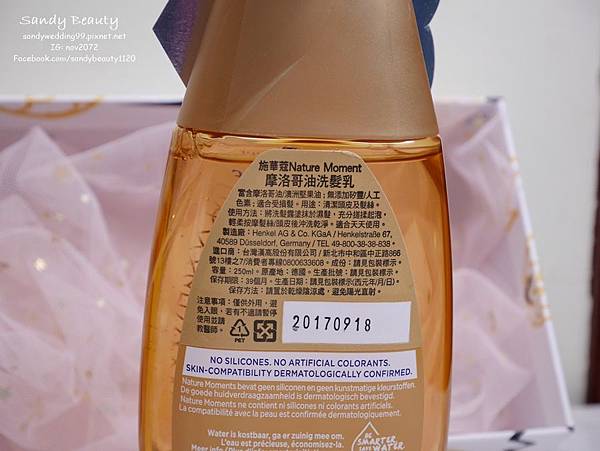 Sandy Beauty
sandywedding99.pixnet.net
IG: nov2072
Facebook.com/sandybeauty1120
施華蔻Nature Moment
摩洛哥油洗髮乳
富含摩洛哥油/澳洲堅果油；無添加矽靈/人工
色素；適合受損髮。用途：清潔頭皮及髮絲。
使用方法：將洗髮露塗抹於濕髮，充分搓揉起泡，
輕柔按摩髮絲/頭皮後沖洗乾淨。適合天天使用。
製造廠：Henkel AG & Co. KGaA / Henkelstraße 67,
40589 Düsseldorf, Germany / TEL 49-800-38-38-838。
進口商：台灣漢高股份有限公司 / 新北市中和區中正路866
號13樓之7/消費者專線0800633608。成份：請見包裝標示。
容量：250ml。原產地：德國。生產批號：請見包裝標示。
保存期限：39個月。生產日期：請見包裝標示(西元年/月/日)。
保存方法：請置於乾燥陰涼處，避免陽光直射。
注意事項：僅供外用，避
免入眼，若有不適請暫停
使用並請
教醫師。
20170918
PET
NO SILICONES. NO ARTIFICIAL COLORANTS.
SKIN-COMPATIBILITY DERMATOLOGICALLY CONFIRMED.
Nature Moments bevat geen siliconen en geen kunstmatige kleurstoffen.
De goede huidverdraagzaamheid is dermatologisch bevestigd.
Nature Moments ne contient ni silicones ni colorants artificiels.
La compatibilité avec la peau est confirmée dermatologiquement.
Water is kostbaar, ga er zuinig mee om.
L'eau est précieuse, économisez-la.
BE
SMARTER
SAVE WATER